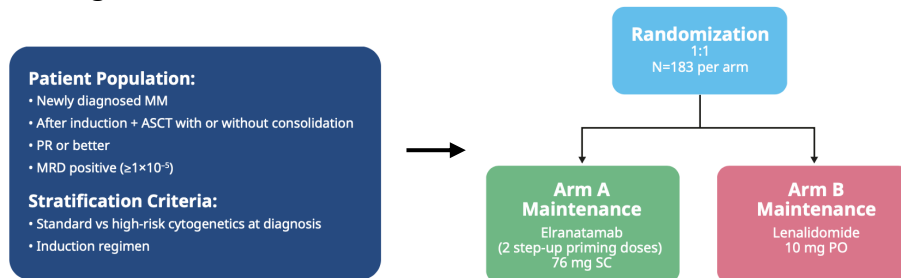 Patient Population:
• Newly diagnosed MM
• After induction + ASCT with or without consolidation
• PR or better
• MRD positive (≥1×10⁻⁵)
Stratification Criteria:
• Standard vs high-risk cytogenetics at diagnosis
• Induction regimen
Randomization
1:1
N=183 per arm
Arm A
Maintenance
Elranatamab
(2 step-up priming doses)
76 mg SC
Arm B
Maintenance
Lenalidomide
10 mg PO